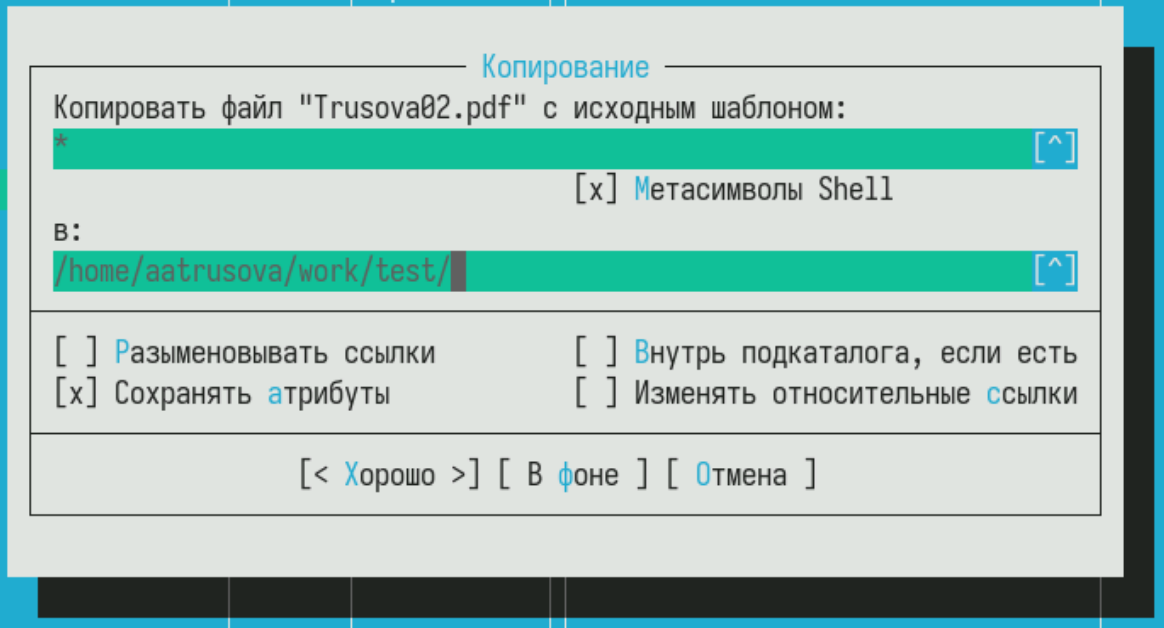 Копирование
Копировать файл "Trusova02.pdf" с исходным шаблоном:
* [^]
[x] Метасимволы Shell
в:
/home/aatrusova/work/test/ [^]
[ ] Разыменовывать ссылки [ ] Внутрь подкаталога, если есть
[x] Сохранять атрибуты [ ] Изменять относительные ссылки
[< Хорошо >] [ В фоне ] [ Отмена ]